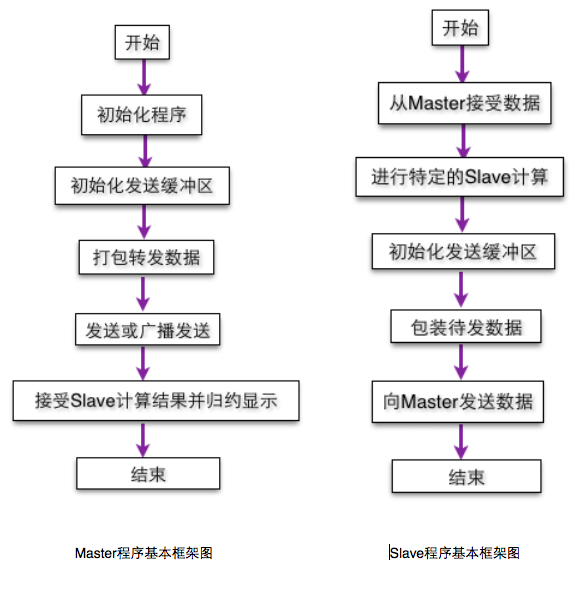 开始
初始化程序
初始化发送缓冲区
打包转发数据
发送或广播发送
接受Slave计算结果并归约显示
结束
Master程序基本框架图
开始
从Master接受数据
进行特定的Slave计算
初始化发送缓冲区
包装待发数据
向Master发送数据
结束
Slave程序基本框架图